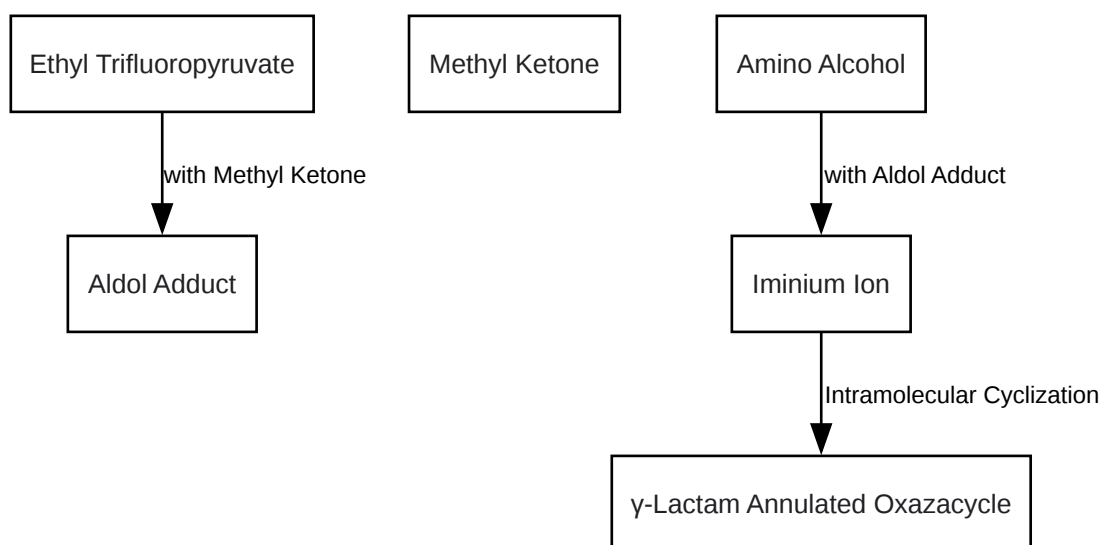 Ethyl Trifluoropyruvate
Methyl Ketone
Amino Alcohol
with Methyl Ketone
with Aldol Adduct
Aldol Adduct
Iminium Ion
Intramolecular Cyclization
γ-Lactam Annulated Oxazacycle